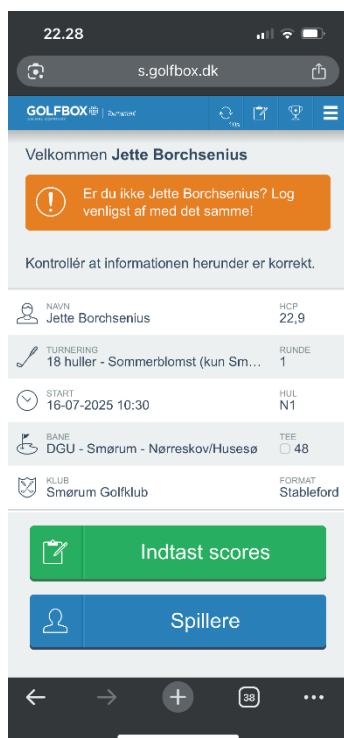 22.28
s.golfbox.dk
GOLFBOX | Tournament
Velkommen Jette Borchsenius
Er du ikke Jette Borchsenius? Log
venligst af med det samme!
Kontrollér at informationen herunder er korrekt.
NAVN
Jette Borchsenius
HCP
22,9
TURNERING
18 huller - Sommerblomst (kun Sm...
RUNDE
1
START
16-07-2025 10:30
HUL
N1
BANE
DGU - Smørum - Nørreskov/Husesø
TEE
48
KLUB
Smørum Golfklub
FORMAT
Stableford
Indtast scores
Spillere
38